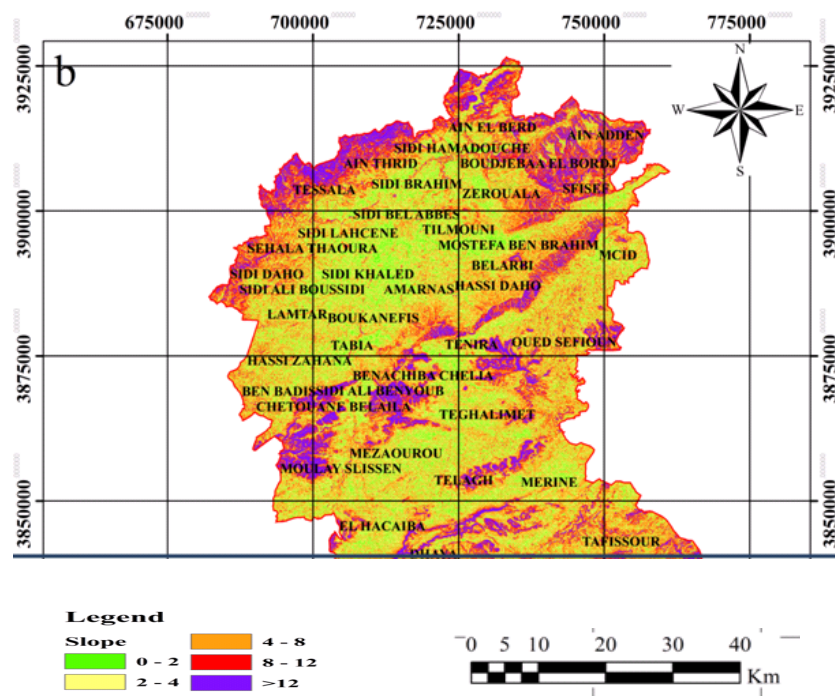 675000 700000 725000 750000 775000
b
N
W E
S
3925000
3900000
3875000
3850000
3925000
3900000
3875000
3850000
AIN EL BERD
AIN ADDEN
SIDI HAMADOUCHE
AIN THRID
BOUDJEBAA EL BORDJ
TESSALA
SIDI BRAHIM
ZEROUALA
SFISEF
SIDI BEL ABBES
SIDI LAHCENE
TILMOUNI
SEHALA THAOURA
MOSTEFA BEN BRAHIM
MCID
BELARBI
SIDI DAHO
SIDI KHALED
SIDI ALI BOUSSIDI
AMARNAS
HASSI DAHO
LAMTAR
BOUKANEFIS
TABIA
TENIRA
OUED SEFIOUN
HASSI ZAHANA
BENACHIBA CHELIA
BEN BADIS
SIDI ALI BENYOUB
CHETOUANE BELAILA
TEGHALIMET
MEZAOUROU
MOULAY SLISSEN
TELAGH
MERINE
EL HACAIBA
TAFISSOUR
DHAYA
Legend
Slope
0 - 2
2 - 4
4 - 8
8 - 12
>12
0 5 10 20 30 40
Km